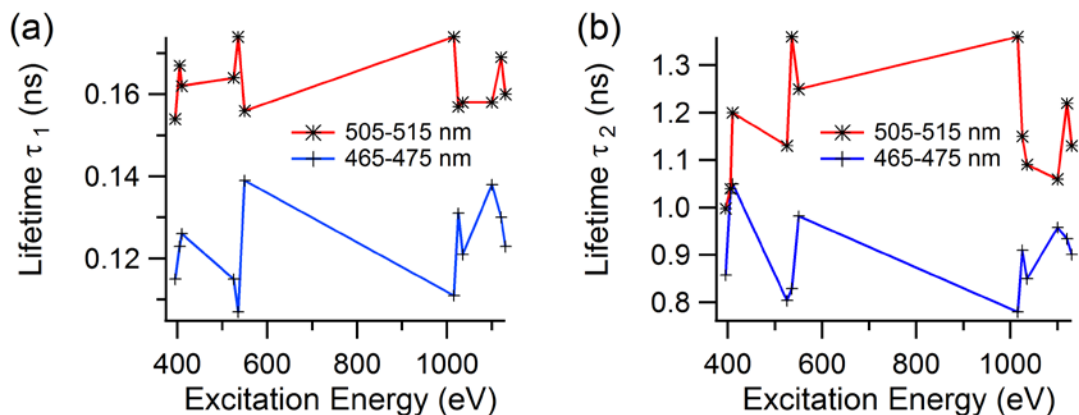 (a)
Lifetime τ1 (ns)
0.16
0.14
0.12
505-515 nm
465-475 nm
400 600 800 1000
Excitation Energy (eV)
(b)
Lifetime τ2 (ns)
1.3
1.2
1.1
1.0
0.9
0.8
505-515 nm
465-475 nm
400 600 800 1000
Excitation Energy (eV)